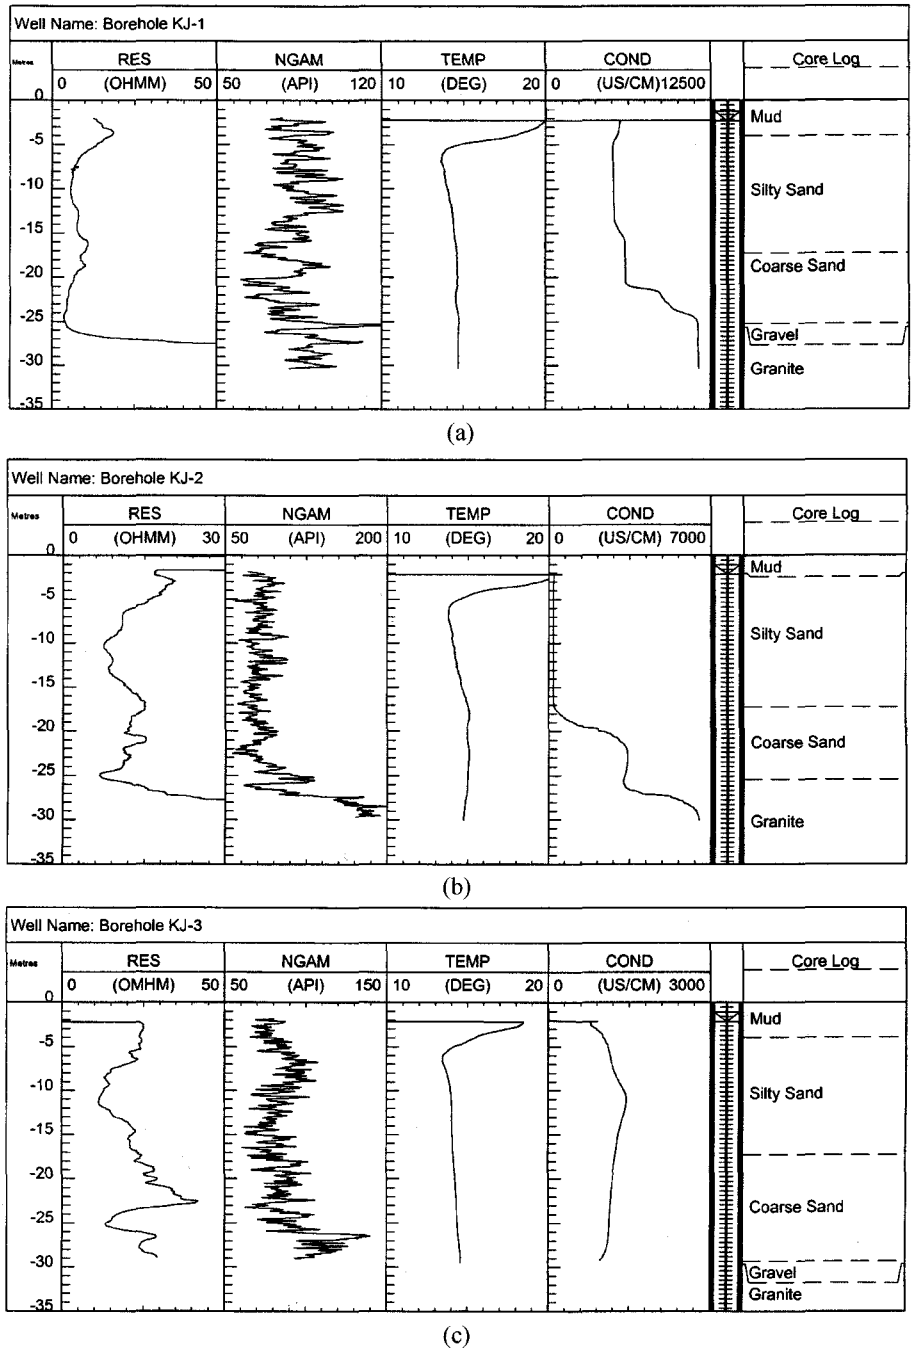 Well Name: Borehole KJ-1
Metres RES NGAM TEMP COND Core Log
0 (OHMM) 50 50 (API) 120 10 (DEG) 20 0 (US/CM) 12500
0
Mud
-5
Silty Sand
-10
-15
Coarse Sand
-20
-25
Gravel
-30
Granite
-35
(a)
Well Name: Borehole KJ-2
Metres RES NGAM TEMP COND Core Log
0 (OHMM) 30 50 (API) 200 10 (DEG) 20 0 (US/CM) 7000
0
Mud
-5
Silty Sand
-10
-15
-20
Coarse Sand
-25
-30
Granite
-35
(b)
Well Name: Borehole KJ-3
Metres RES NGAM TEMP COND Core Log
0 (OMHM) 50 50 (API) 150 10 (DEG) 20 0 (US/CM) 3000
0
Mud
-5
-10
Silty Sand
-15
-20
Coarse Sand
-25
-30
Gravel
Granite
-35
(c)